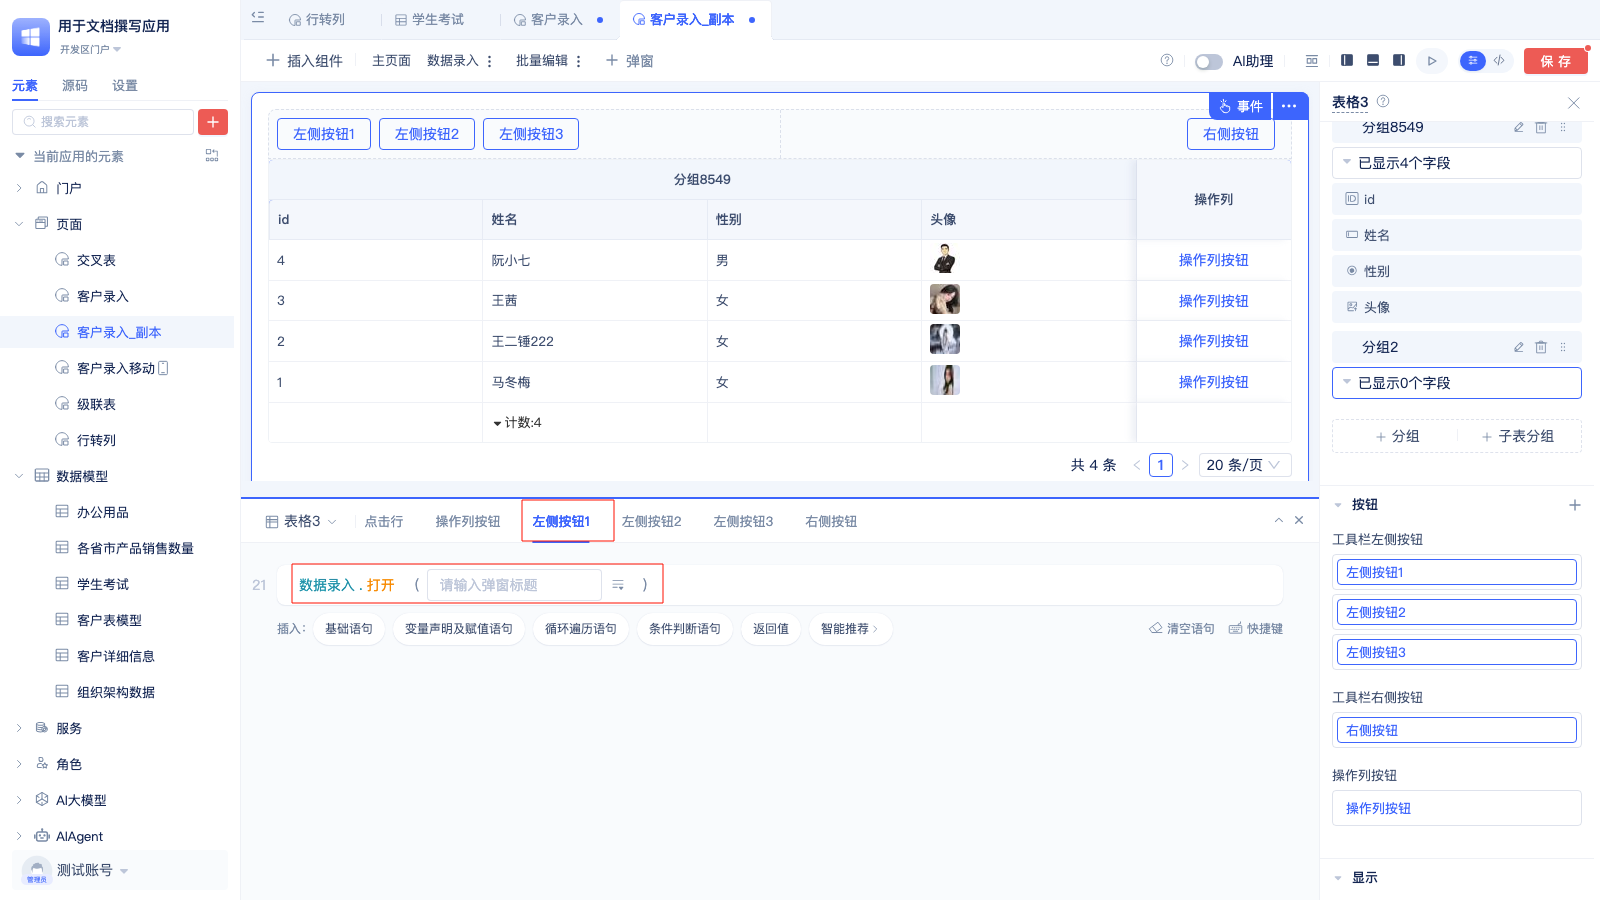 用于文档撰写应用
开发区门户
元素 源码 设置
搜索元素
当前应用的元素
门户
页面
交叉表
客户录入
客户录入_副本
客户录入移动
级联表
行转列
数据模型
办公用品
各省市产品销售数量
学生考试
客户表模型
客户详细信息
组织架构数据
服务
角色
AI大模型
AIAgent
测试账号
管理员
行转列 学生考试 客户录入 客户录入_副本
插入组件 主页面 数据录入 批量编辑 弹窗
AI助理 保存
事件
左侧按钮1 左侧按钮2 左侧按钮3 右侧按钮
分组8549 操作列
id 姓名 性别 头像
4 阮小七 男 操作列按钮
3 王茜 女 操作列按钮
2 王二锤222 女 操作列按钮
1 马冬梅 女 操作列按钮
计数:4
共 4 条 1 20 条/页
表格3 点击行 操作列按钮 左侧按钮1 左侧按钮2 左侧按钮3 右侧按钮
21 数据录入 . 打开 ( 请输入弹窗标题 )
插入: 基础语句 变量声明及赋值语句 循环遍历语句 条件判断语句 返回值 智能推荐 清空语句 快捷键
表格3
分组8549
已显示4个字段
id
姓名
性别
头像
分组2
已显示0个字段
分组 子表分组
按钮
工具栏左侧按钮
左侧按钮1
左侧按钮2
左侧按钮3
工具栏右侧按钮
右侧按钮
操作列按钮
操作列按钮
显示